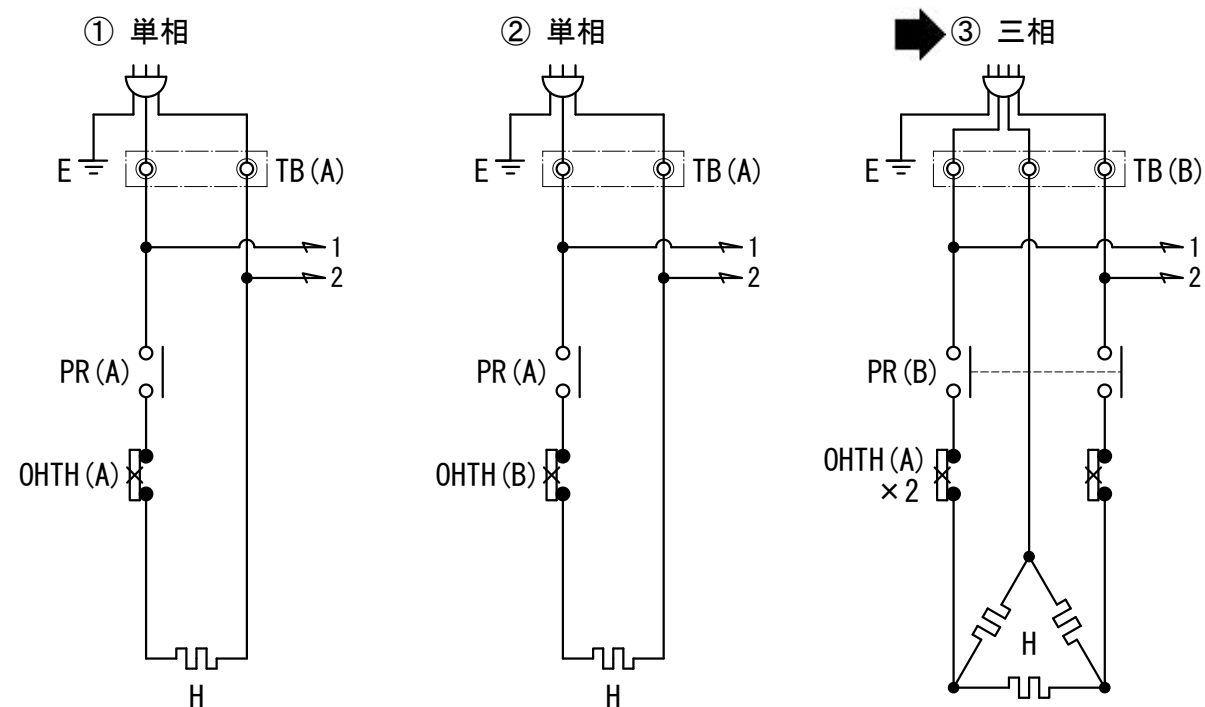 ① 単相
E
TB(A)
1
2
PR(A)
OHTH(A)
H
② 単相
E
TB(A)
1
2
PR(A)
OHTH(B)
H
③ 三相
E
TB(B)
1
2
PR(B)
OHTH(A)
×2
H